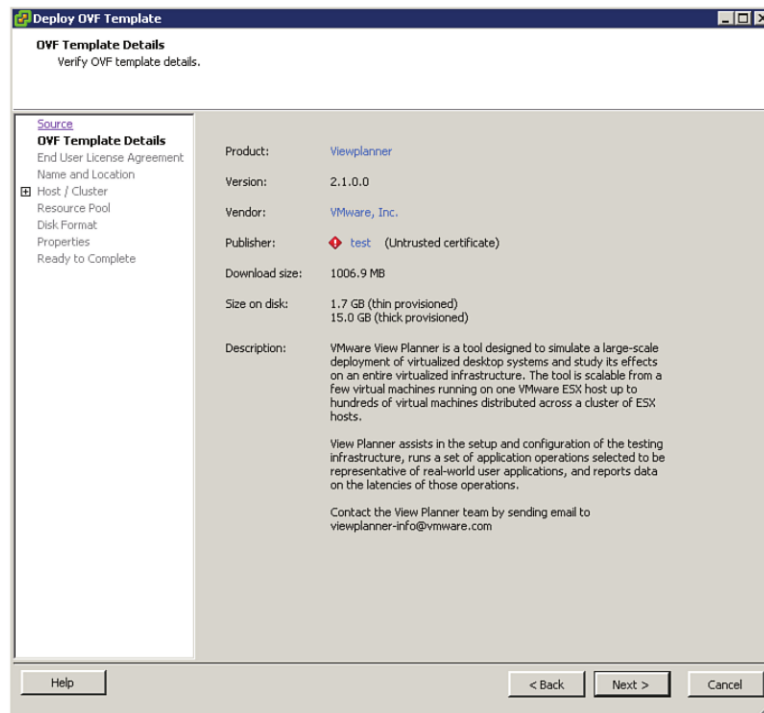 Deploy OVF Template
OVF Template Details
Verify OVF template details.
Source
OVF Template Details
End User License Agreement
Name and Location
Host / Cluster
Resource Pool
Disk Format
Properties
Ready to Complete
Product: Viewplanner
Version: 2.1.0.0
Vendor: VMware, Inc.
Publisher: test (Untrusted certificate)
Download size: 1006.9 MB
Size on disk: 1.7 GB (thin provisioned)
15.0 GB (thick provisioned)
Description: VMware View Planner is a tool designed to simulate a large-scale
deployment of virtualized desktop systems and study its effects
on an entire virtualized infrastructure. The tool is scalable from a
few virtual machines running on one VMware ESX host up to
hundreds of virtual machines distributed across a cluster of ESX
hosts.
View Planner assists in the setup and configuration of the testing
infrastructure, runs a set of application operations selected to be
representative of real-world user applications, and reports data
on the latencies of those operations.
Contact the View Planner team by sending email to
viewplanner-info@vmware.com
Help
< Back
Next >
Cancel